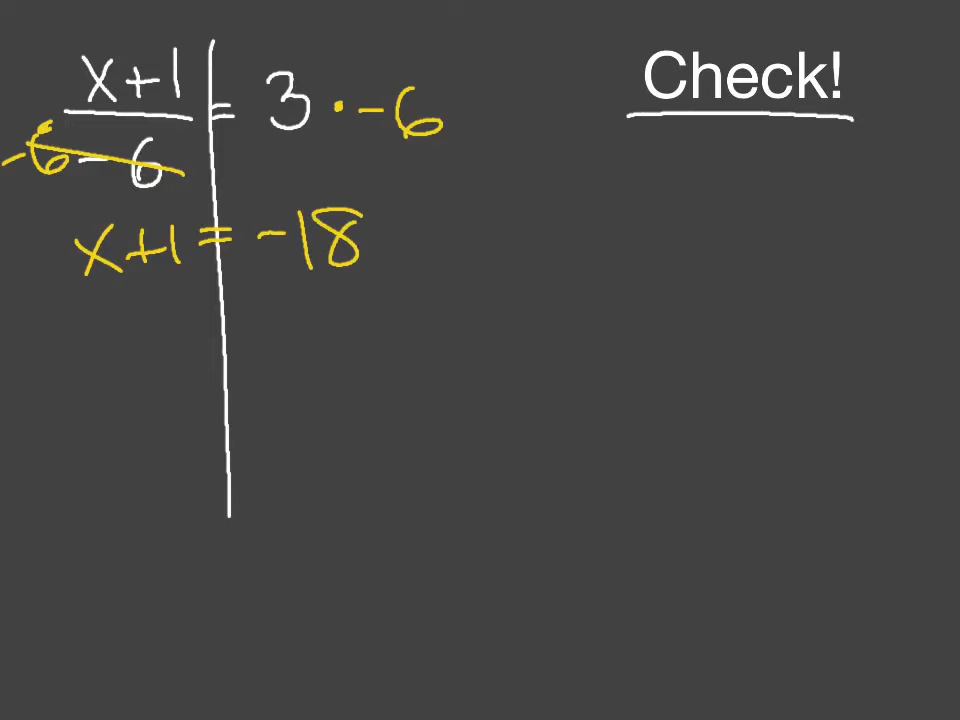 x+1 = 3 · -6
-6 · -6
x+1 = -18
Check!